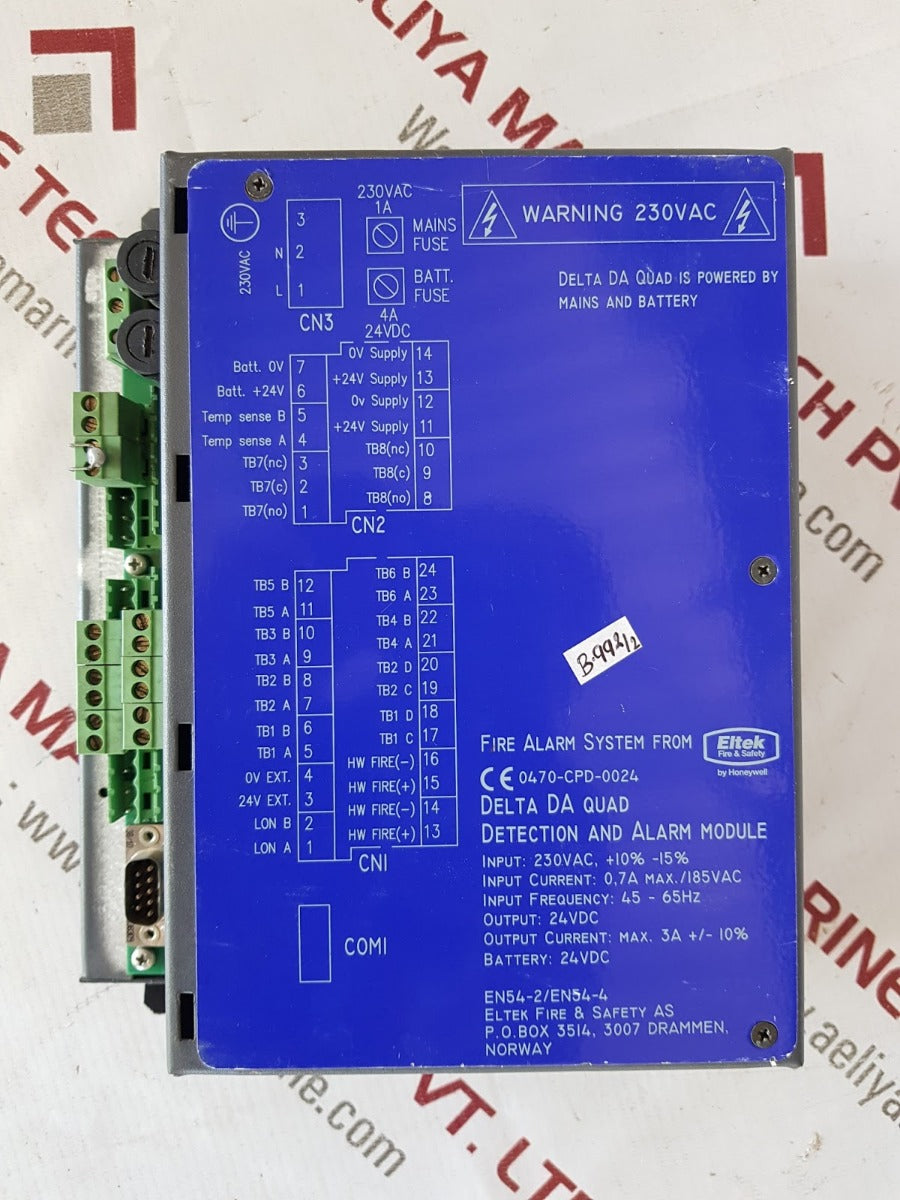 WARNING 230VAC
DELTA DA QUAD IS POWERED BY
MAINS AND BATTERY
230VAC
1A
MAINS
FUSE
BATT.
FUSE
4A
24VDC
230VAC
3
N 2
L 1
CN3
Batt. 0V 7
Batt. +24V 6
Temp sense B 5
Temp sense A 4
TB7(nc) 3
TB7(c) 2
TB7(no) 1
0V Supply 14
+24V Supply 13
0v Supply 12
+24V Supply 11
TB8(nc) 10
TB8(c) 9
TB8(no) 8
CN2
TB5 B 12
TB5 A 11
TB3 B 10
TB3 A 9
TB2 B 8
TB2 A 7
TB1 B 6
TB1 A 5
0V EXT. 4
24V EXT. 3
LON B 2
LON A 1
TB6 B 24
TB6 A 23
TB4 B 22
TB4 A 21
TB2 D 20
TB2 C 19
TB1 D 18
TB1 C 17
HW FIRE(-) 16
HW FIRE(+) 15
HW FIRE(-) 14
HW FIRE(+) 13
CN1
COM1
B-992/2
FIRE ALARM SYSTEM FROM
Eltek
Fire & Safety
by Honeywell
CE 0470-CPD-0024
DELTA DA QUAD
DETECTION AND ALARM MODULE
INPUT: 230VAC, +10% -15%
INPUT CURRENT: 0,7A MAX./185VAC
INPUT FREQUENCY: 45 - 65HZ
OUTPUT: 24VDC
OUTPUT CURRENT: MAX. 3A +/- 10%
BATTERY: 24VDC
EN54-2/EN54-4
ELTEK FIRE & SAFETY AS
P.O.BOX 3514, 3007 DRAMMEN,
NORWAY